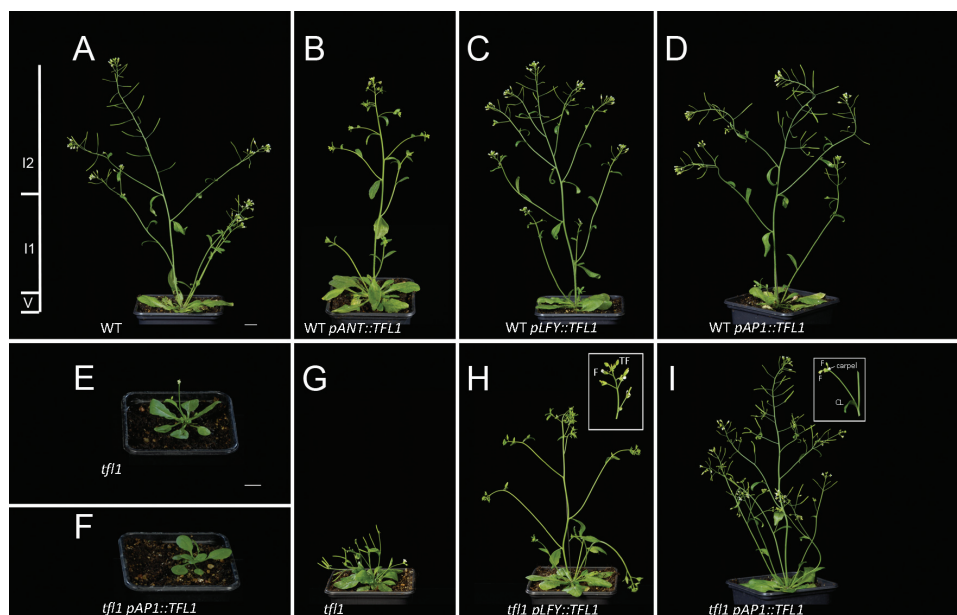 A
B
C
D
I2
I1
V
WT
WT pANT::TFL1
WT pLFY::TFL1
WT pAP1::TFL1
E
tfl1
F
tfl1 pAP1::TFL1
G
tfl1
H
TF
F
tfl1 pLFY::TFL1
I
F
carpel
F
CL
tfl1 pAP1::TFL1